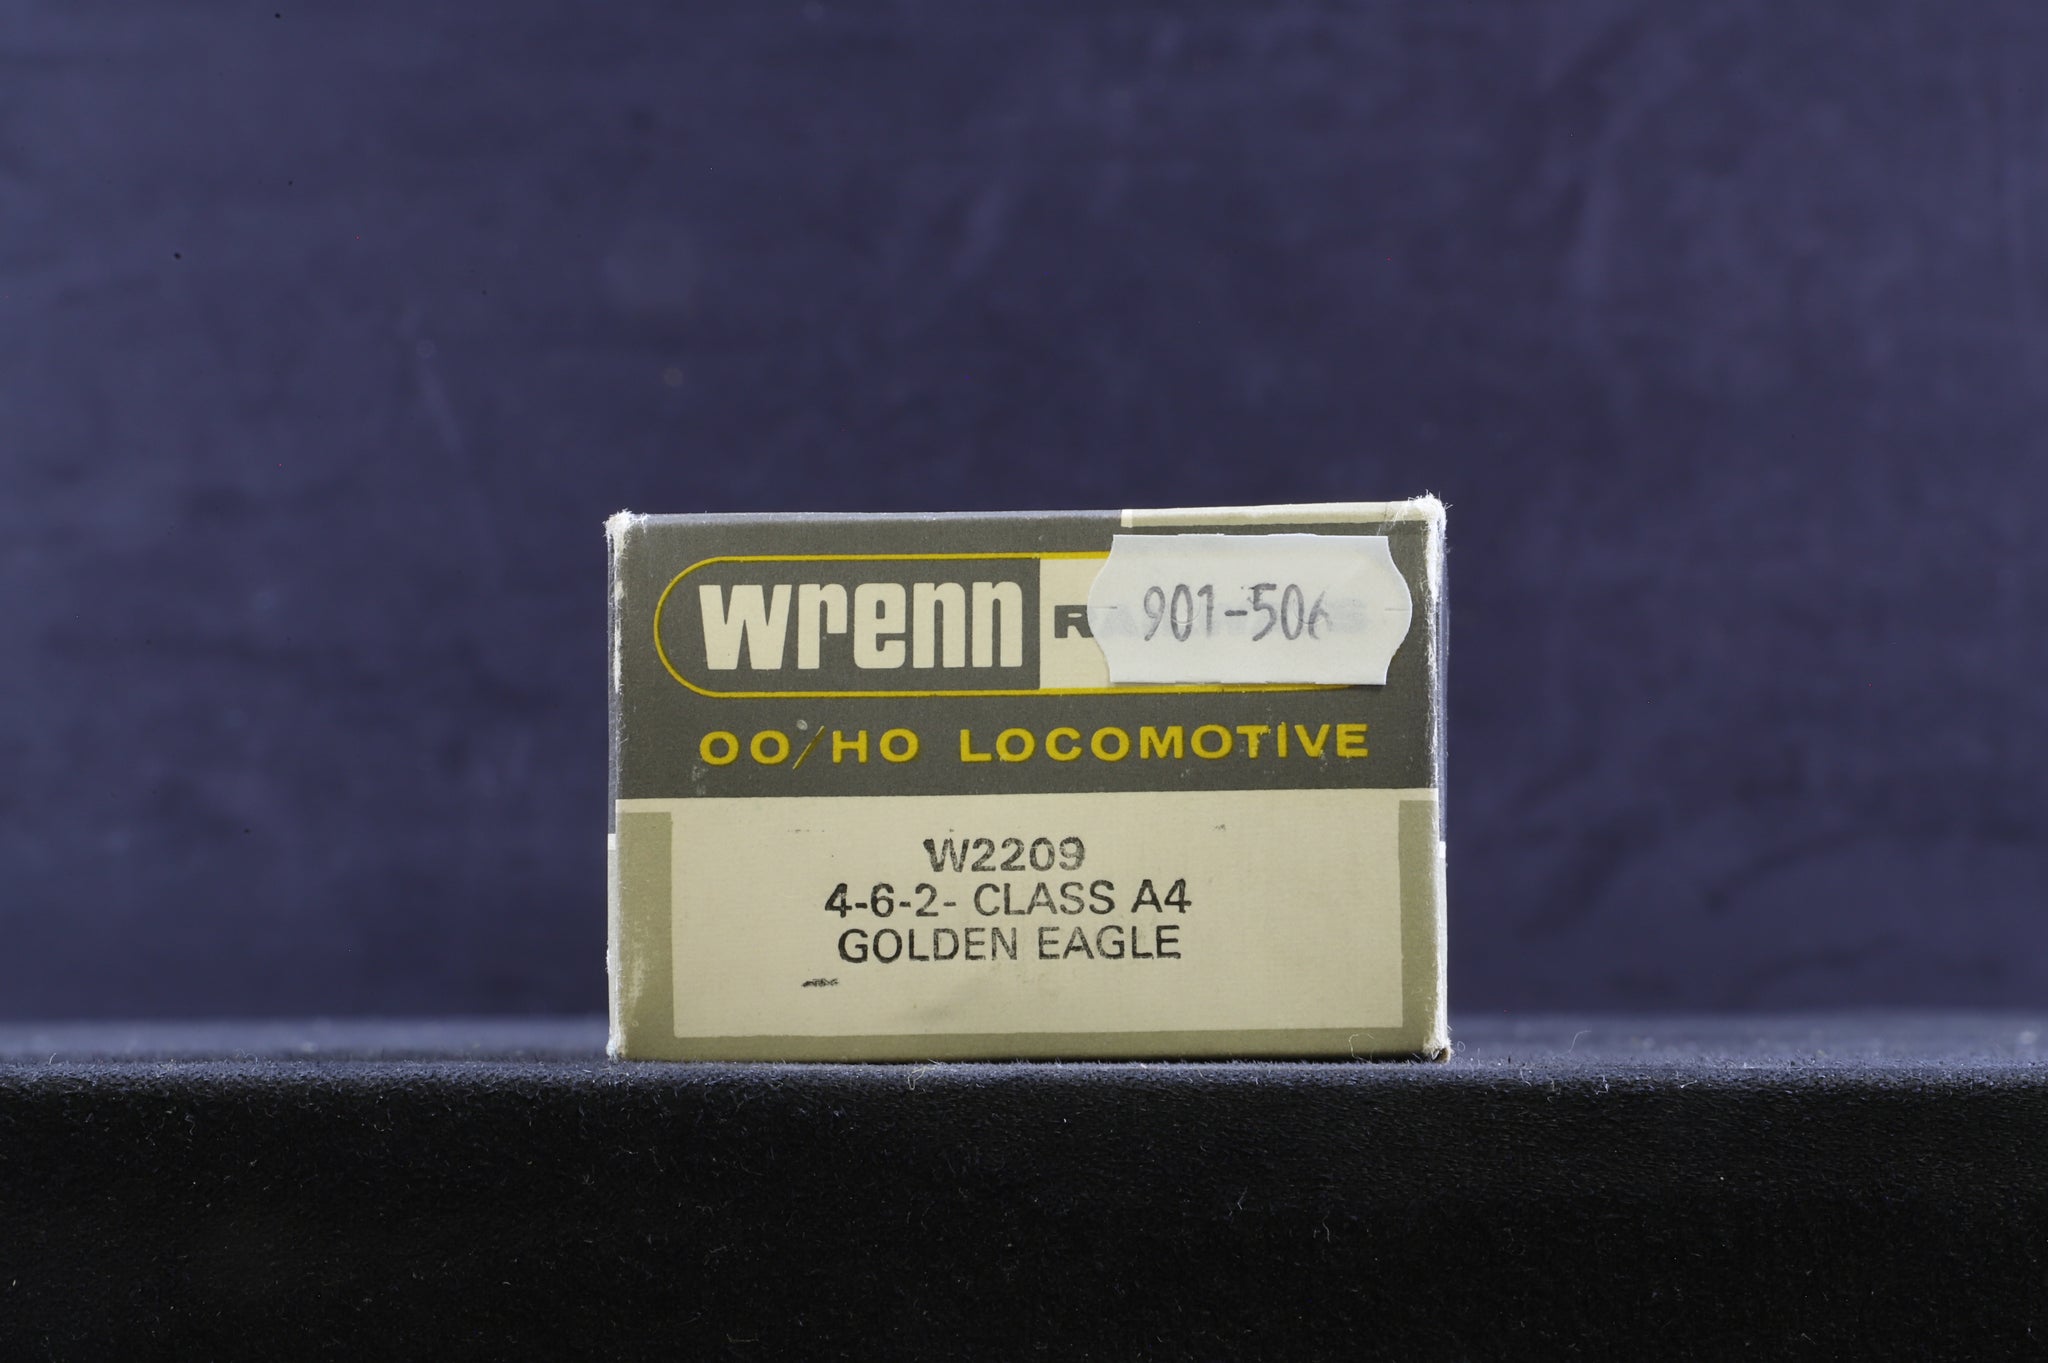 wrenn
901-506
OO/HO LOCOMOTIVE
W2209
4-6-2- CLASS A4
GOLDEN EAGLE